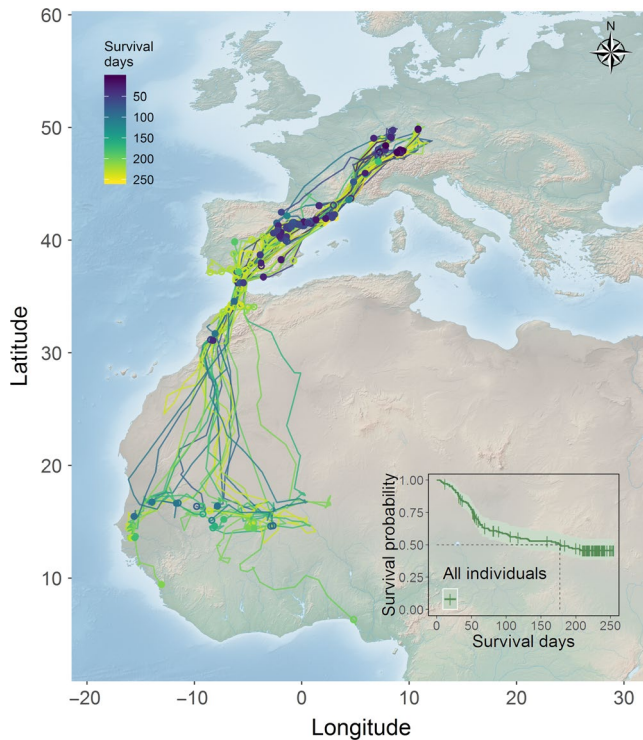 60
50
40
30
20
10
Latitude
Survival
days
50
100
150
200
250
N
Survival probability
1.00
0.75
0.50
0.25
0.00
All individuals
0 50 100 150 200 250
Survival days
−20 −10 0 10 20 30
Longitude